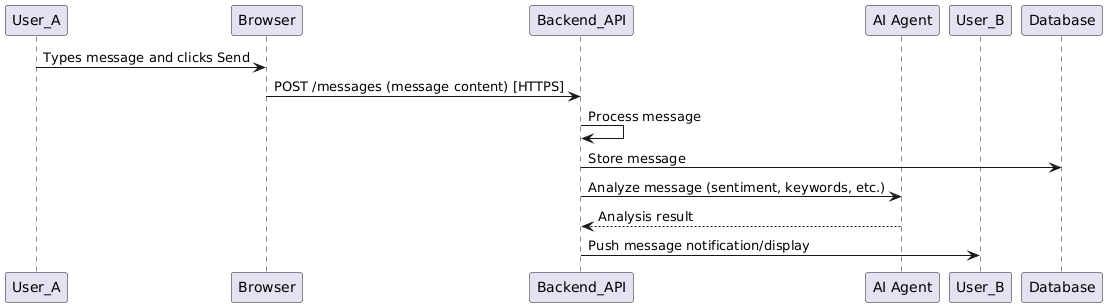 User_A Browser Backend_API AI Agent User_B Database
Types message and clicks Send
POST /messages (message content) [HTTPS]
Process message
Store message
Analyze message (sentiment, keywords, etc.)
Analysis result
Push message notification/display
User_A Browser Backend_API AI Agent User_B Database